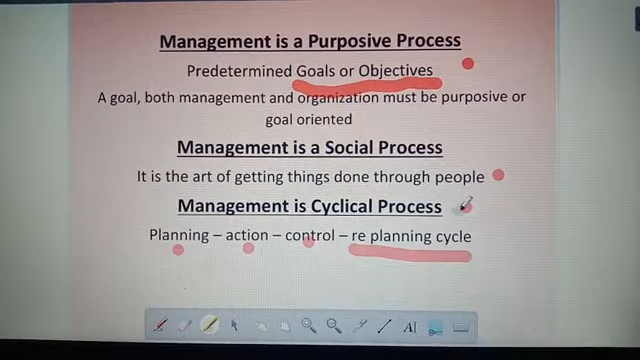 Management is a Purposive Process
Predetermined Goals or Objectives
A goal, both management and organization must be purposive or
goal oriented
Management is a Social Process
It is the art of getting things done through people
Management is Cyclical Process
Planning – action – control – re planning cycle
AI